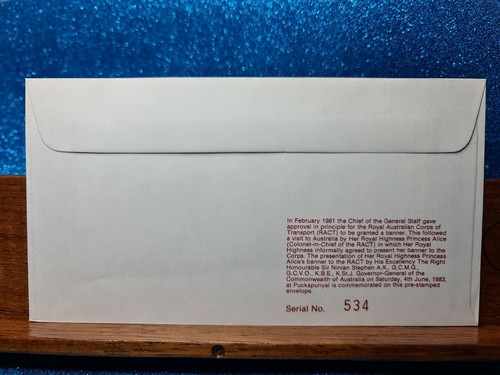 In February 1981 the Chief of the General Staff gave
approval in principle for the Royal Australian Corps of
Transport (RACT) to be granted a banner. This followed
a visit to Australia by Her Royal Highness Princess Alice
(Colonel-in-Chief of the RACT) in which Her Royal
Highness informally agreed to present her banner to the
Corps. The presentation of Her Royal Highness Princess
Alice's banner to the RACT by His Excellency The Right
Honourable Sir Ninian Stephen A.K., G.C.M.G.,
G.C.V.O., K.B.E., K.St.J. Governor-General of the
Commonwealth of Australia on Saturday, 4th June, 1983,
at Puckapunyal is commemorated on this pre-stamped
envelope.
Serial No. 534